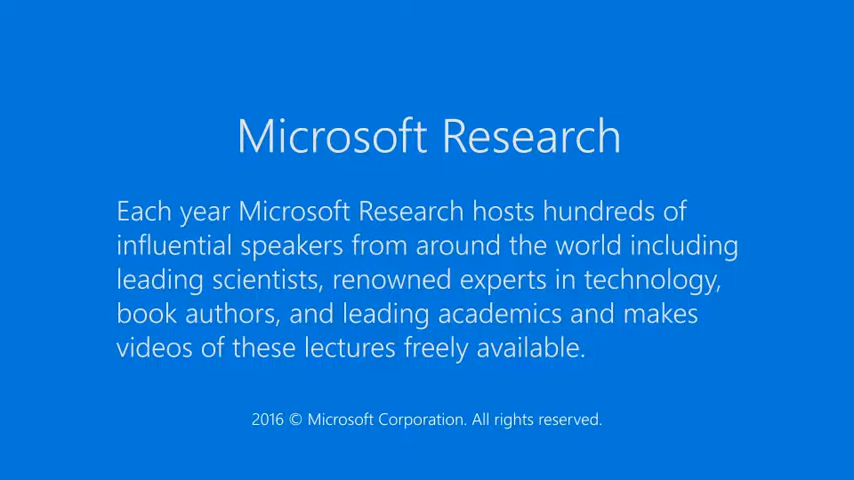 Microsoft Research
Each year Microsoft Research hosts hundreds of
influential speakers from around the world including
leading scientists, renowned experts in technology,
book authors, and leading academics and makes
videos of these lectures freely available.
2016 © Microsoft Corporation. All rights reserved.